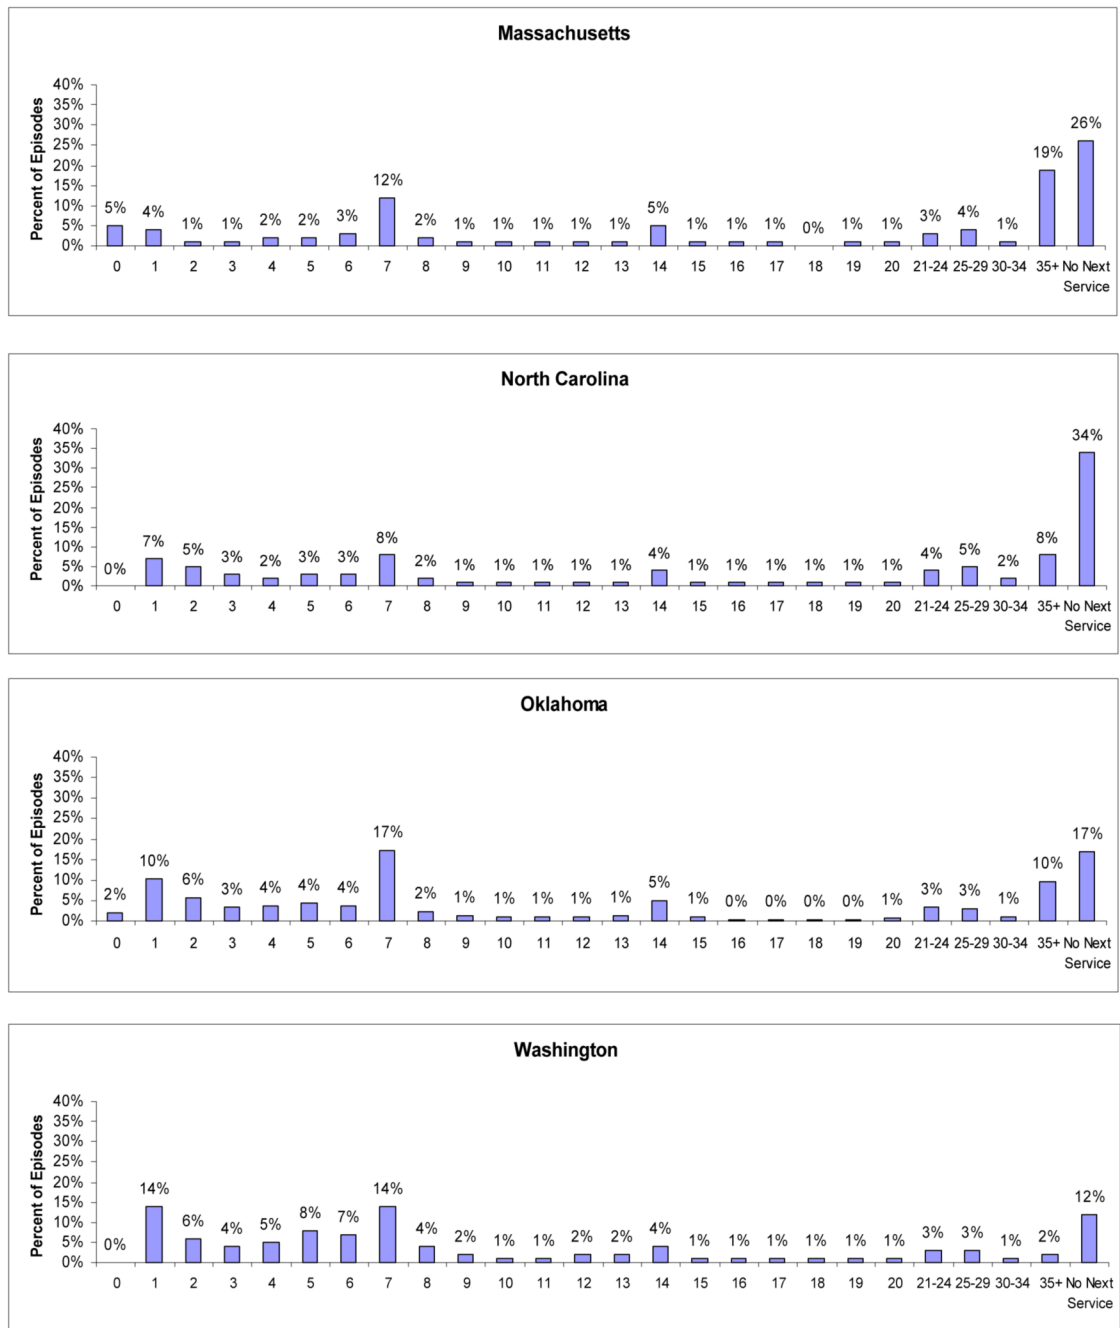 Massachusetts
Percent of Episodes
40%
35%
30%
25%
20%
15%
10%
5%
0%
5% 4% 1% 1% 2% 2% 3% 12% 2% 1% 1% 1% 1% 1% 5% 1% 1% 1% 0% 1% 1% 3% 4% 1% 19% 26%
0 1 2 3 4 5 6 7 8 9 10 11 12 13 14 15 16 17 18 19 20 21-24 25-29 30-34 35+ No Next
Service
North Carolina
Percent of Episodes
40%
35%
30%
25%
20%
15%
10%
5%
0%
0% 7% 5% 3% 2% 3% 3% 8% 2% 1% 1% 1% 1% 1% 4% 1% 1% 1% 1% 1% 1% 4% 5% 2% 8% 34%
0 1 2 3 4 5 6 7 8 9 10 11 12 13 14 15 16 17 18 19 20 21-24 25-29 30-34 35+ No Next
Service
Oklahoma
Percent of Episodes
40%
35%
30%
25%
20%
15%
10%
5%
0%
2% 10% 6% 3% 4% 4% 4% 17% 2% 1% 1% 1% 1% 1% 5% 1% 0% 0% 0% 0% 1% 3% 3% 1% 10% 17%
0 1 2 3 4 5 6 7 8 9 10 11 12 13 14 15 16 17 18 19 20 21-24 25-29 30-34 35+ No Next
Service
Washington
Percent of Episodes
40%
35%
30%
25%
20%
15%
10%
5%
0%
0% 14% 6% 4% 5% 8% 7% 14% 4% 2% 1% 1% 2% 2% 4% 1% 1% 1% 1% 1% 1% 3% 3% 1% 2% 12%
0 1 2 3 4 5 6 7 8 9 10 11 12 13 14 15 16 17 18 19 20 21-24 25-29 30-34 35+ No Next
Service